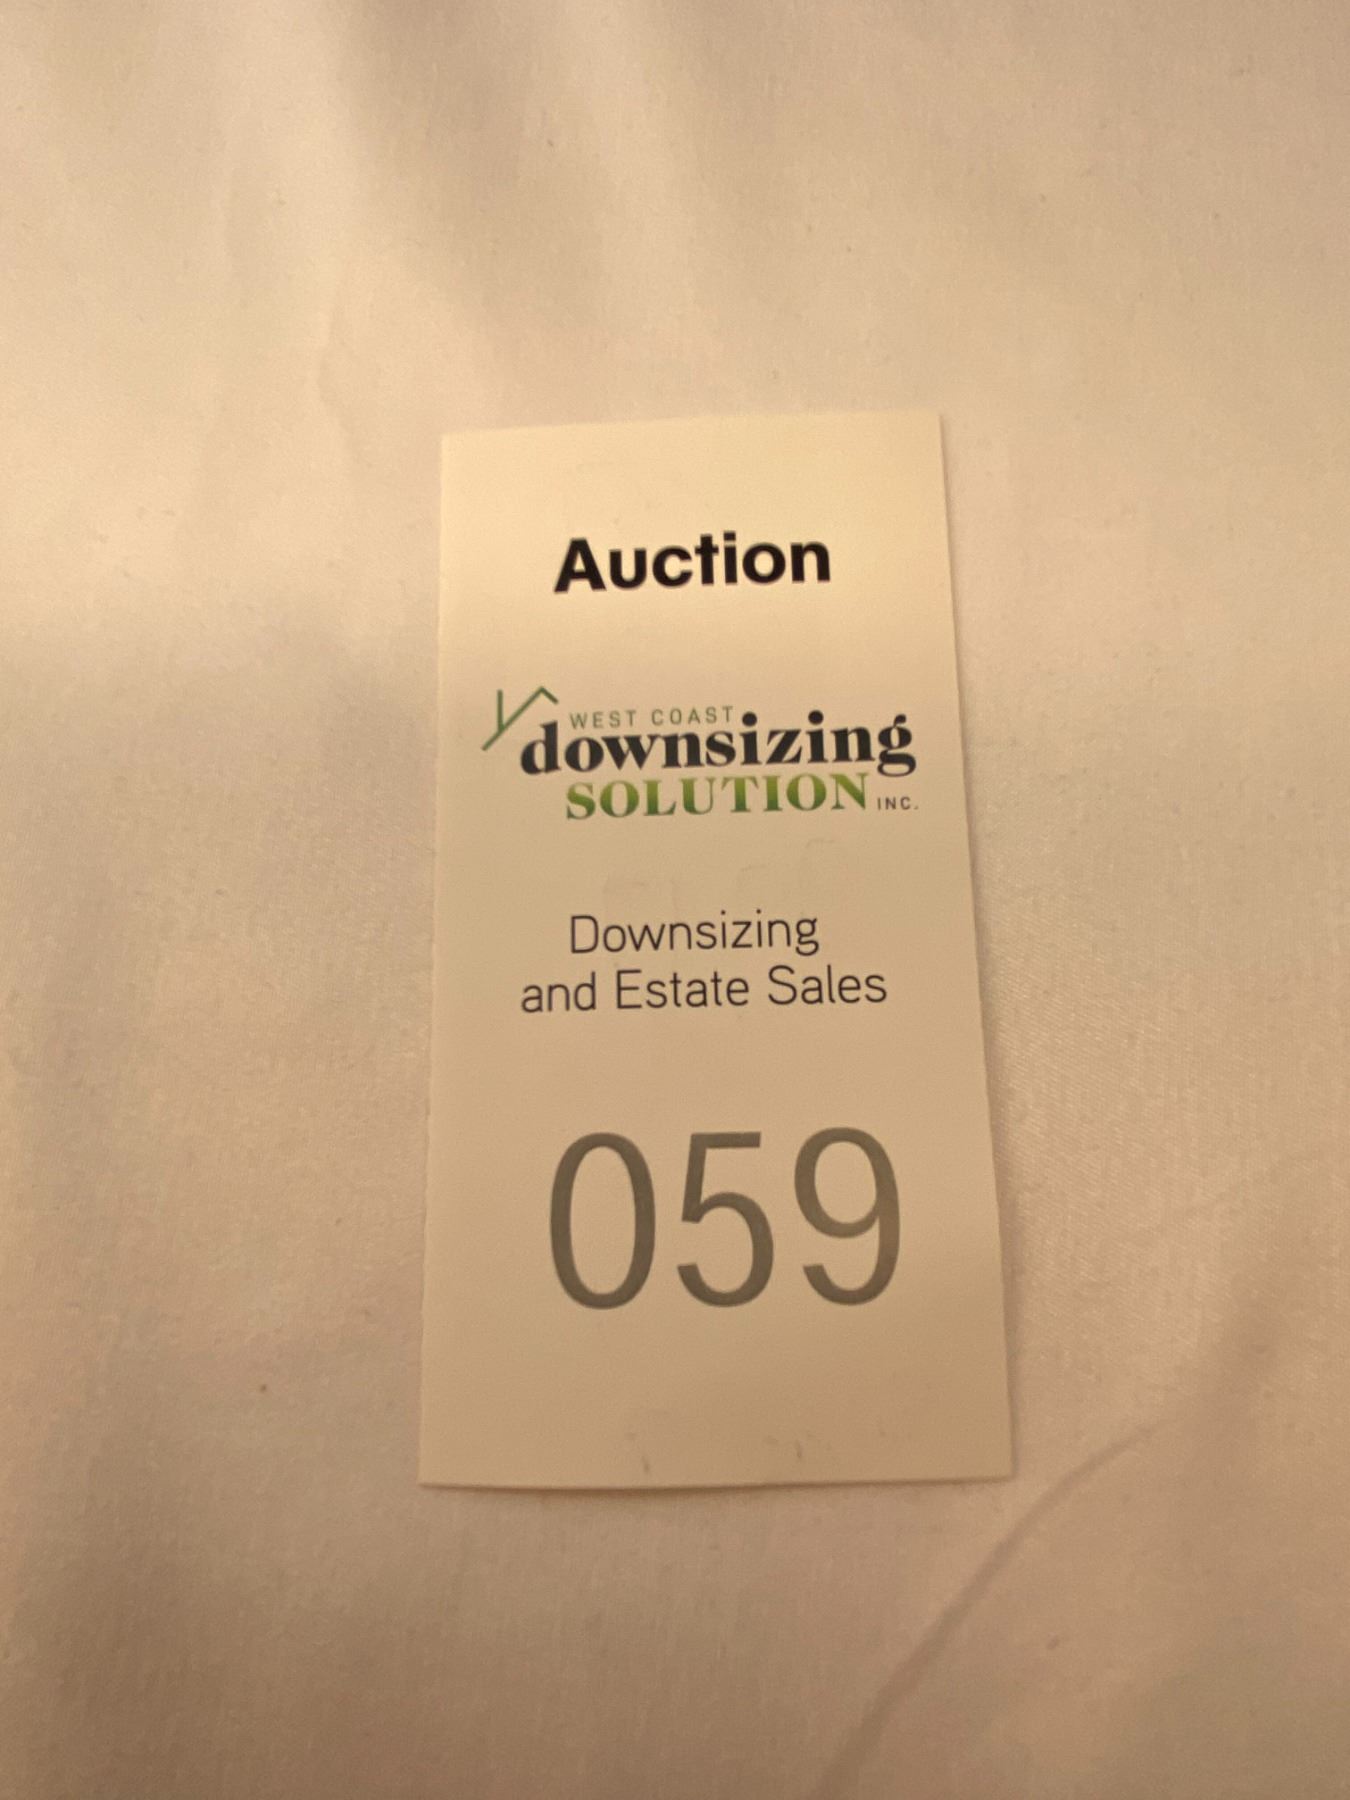 Auction
WEST COAST
downsizing
SOLUTION INC.
Downsizing
and Estate Sales
059